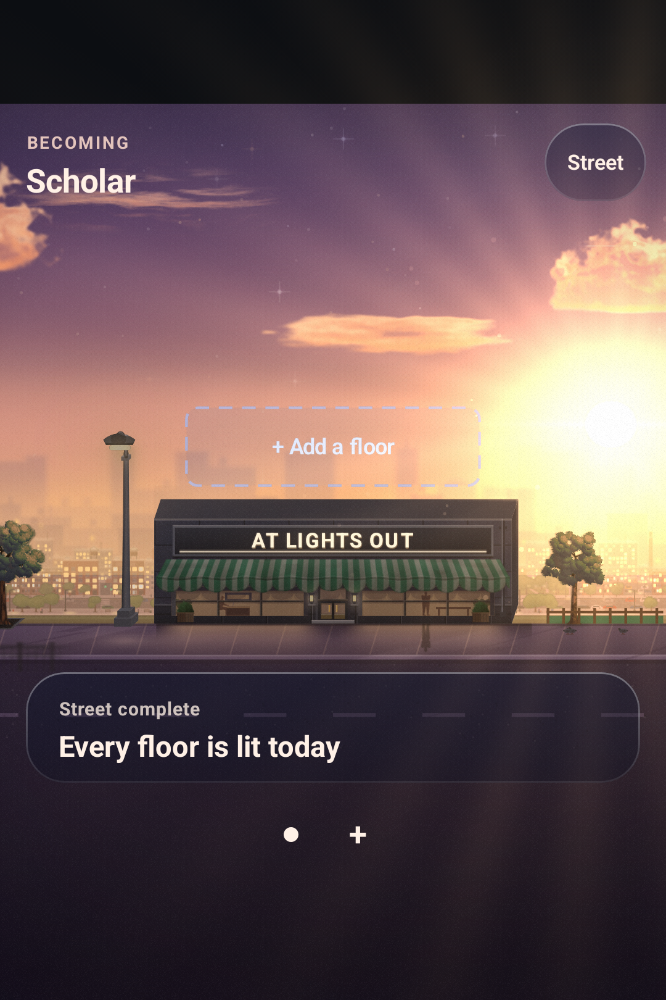 BECOMING
Scholar
Street
+ Add a floor
AT LIGHTS OUT
Street complete
Every floor is lit today
+